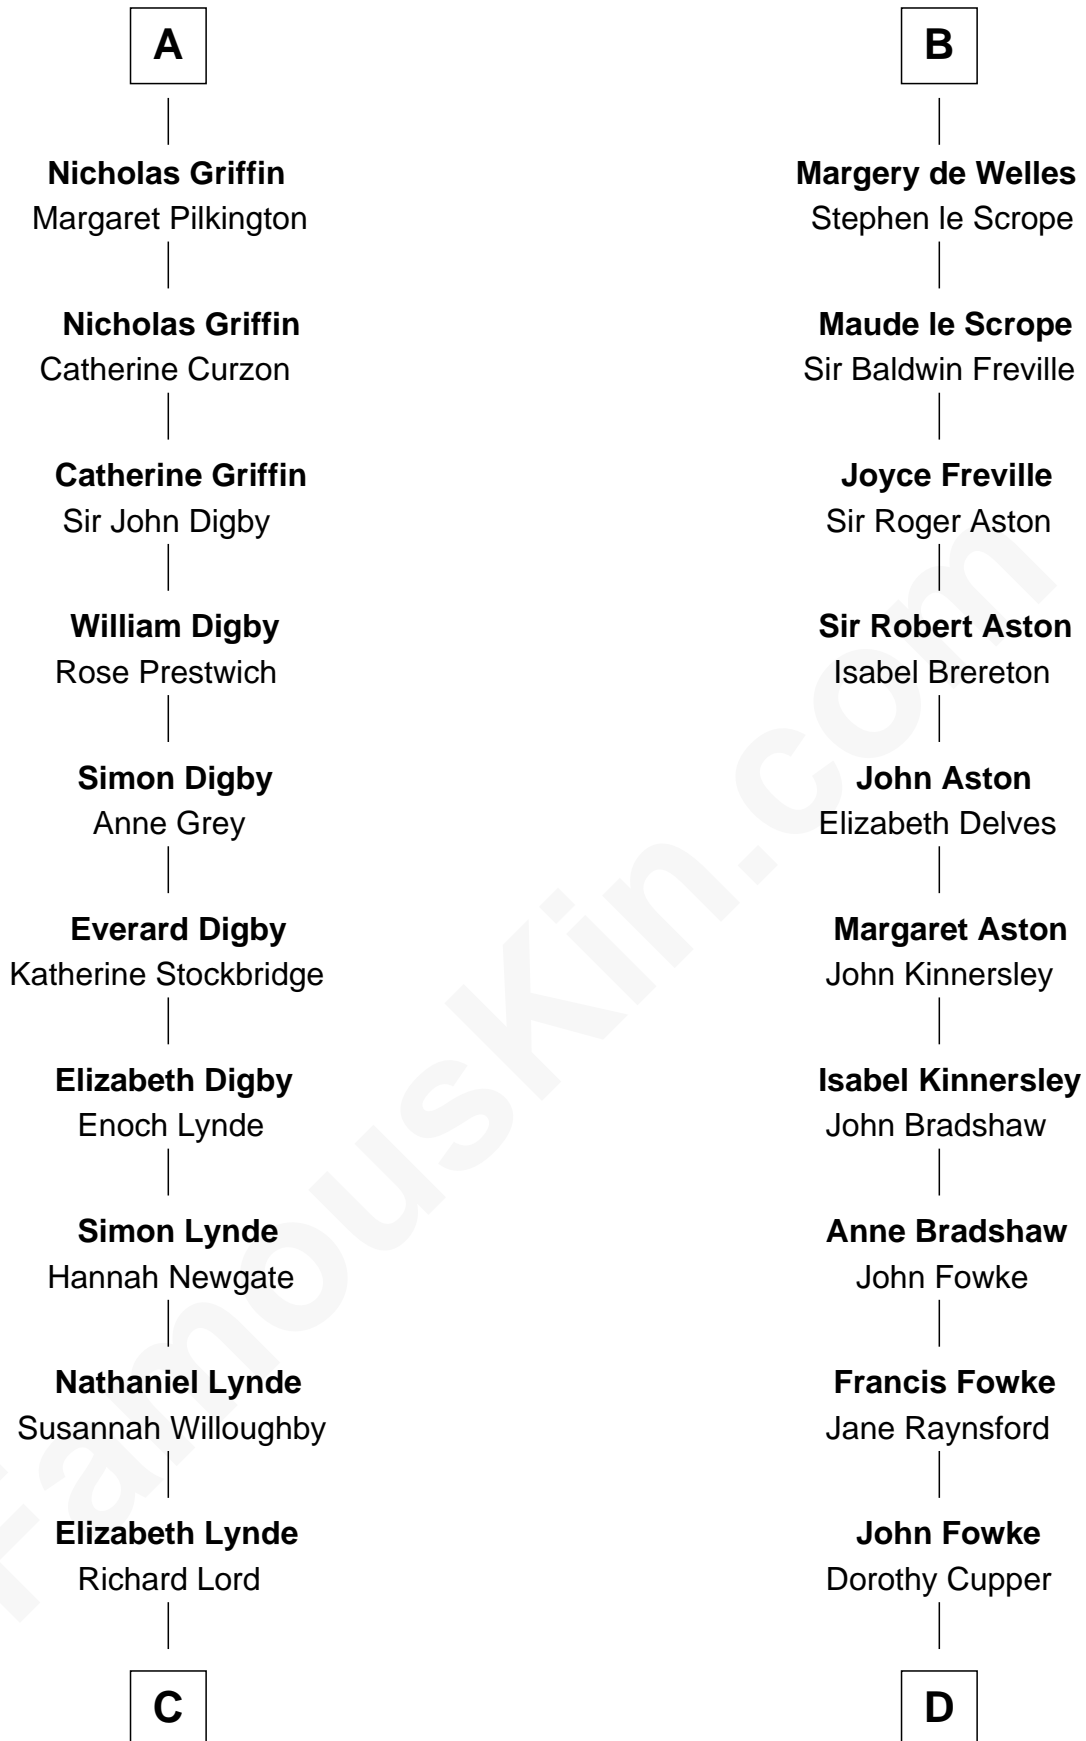 A
Nicholas Griffin
Margaret Pilkington
Nicholas Griffin
Catherine Curzon
Catherine Griffin
Sir John Digby
William Digby
Rose Prestwich
Simon Digby
Anne Grey
Everard Digby
Katherine Stockbridge
Elizabeth Digby
Enoch Lynde
Simon Lynde
Hannah Newgate
Nathaniel Lynde
Susannah Willoughby
Elizabeth Lynde
Richard Lord
C
B
Margery de Welles
Stephen le Scrope
Maude le Scrope
Sir Baldwin Freville
Joyce Freville
Sir Roger Aston
Sir Robert Aston
Isabel Brereton
John Aston
Elizabeth Delves
Margaret Aston
John Kinnersley
Isabel Kinnersley
John Bradshaw
Anne Bradshaw
John Fowke
Francis Fowke
Jane Raynsford
John Fowke
Dorothy Cupper
D
FamousKin.com